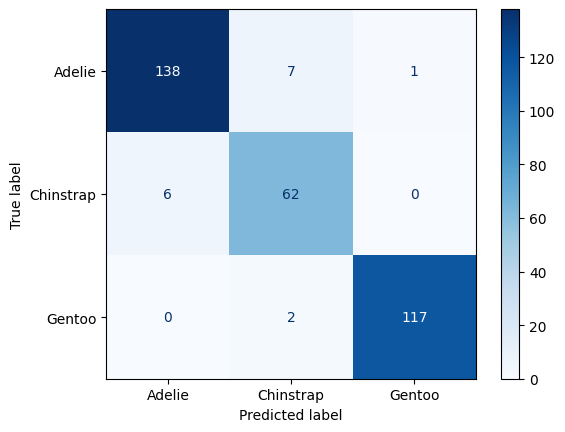 Adelie 138 7 1
Chinstrap 6 62 0
Gentoo 0 2 117
Adelie Chinstrap Gentoo
Predicted label
True label
120
100
80
60
40
20
0